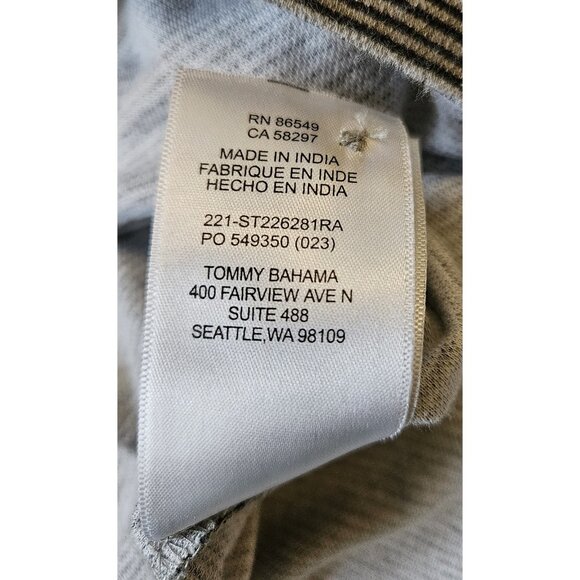 RN 86549
CA 58297
MADE IN INDIA
FABRIQUE EN INDE
HECHO EN INDIA
221-ST226281RA
PO 549350 (023)
TOMMY BAHAMA
400 FAIRVIEW AVE N
SUITE 488
SEATTLE,WA 98109